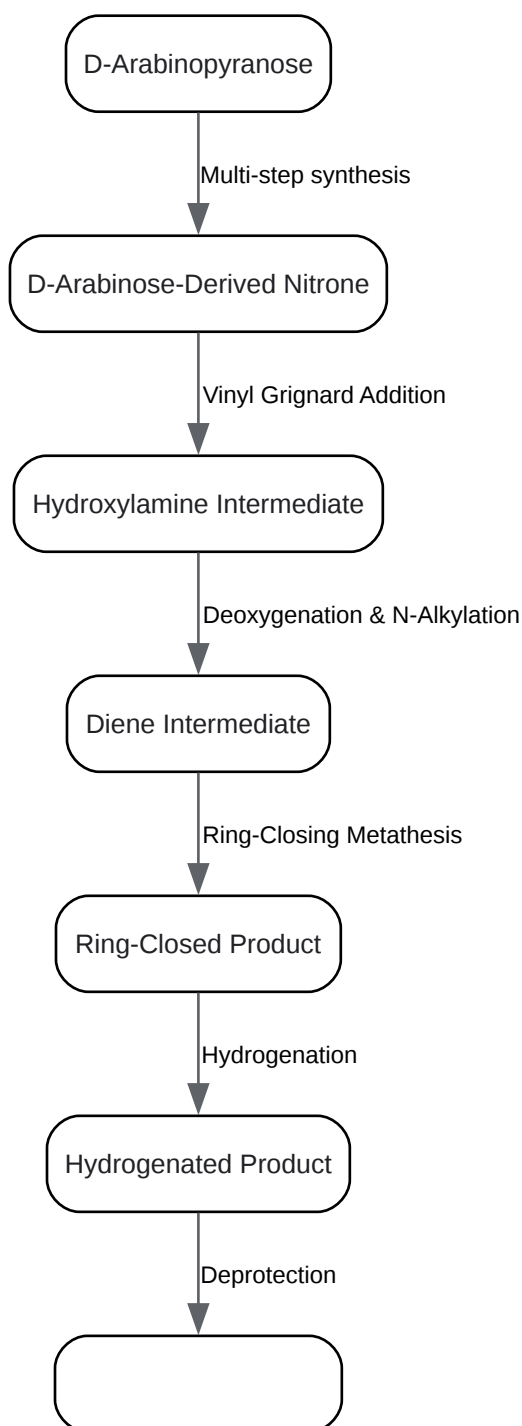 D-Arabinopyranose
Multi-step synthesis
D-Arabinose-Derived Nitrone
Vinyl Grignard Addition
Hydroxylamine Intermediate
Deoxygenation & N-Alkylation
Diene Intermediate
Ring-Closing Metathesis
Ring-Closed Product
Hydrogenation
Hydrogenated Product
Deprotection